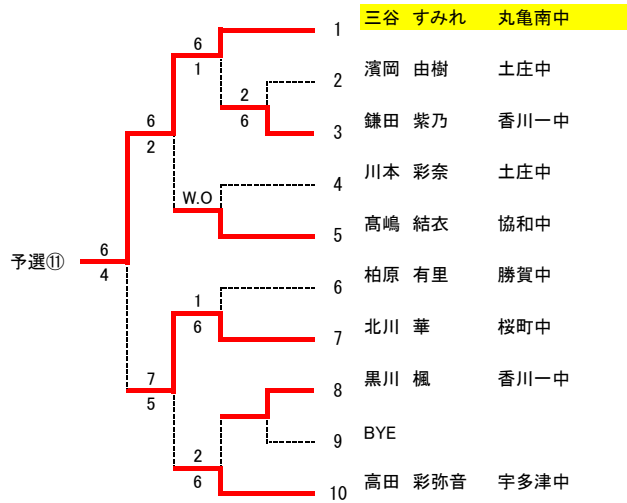 1 三谷 すみれ 丸亀南中
6
1
2 濱岡 由樹 土庄中
2
6
3 鎌田 紫乃 香川一中
6
2
4 川本 彩奈 土庄中
W.O
5 髙嶋 結衣 協和中
予選⑪
6
4
6 柏原 有里 勝賀中
1
6
7 北川 華 桜町中
7
5
8 黒川 楓 香川一中
9 BYE
2
6
10 高田 彩弥音 宇多津中